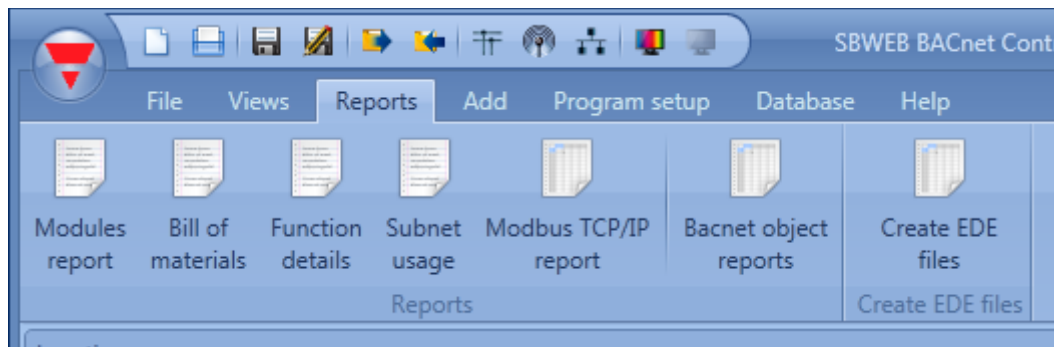 SBWEB BACnet Cont
File Views Reports Add Program setup Database Help
Modules report
Bill of materials
Function details
Subnet usage
Modbus TCP/IP report
Bacnet object reports
Create EDE files
Reports
Create EDE files